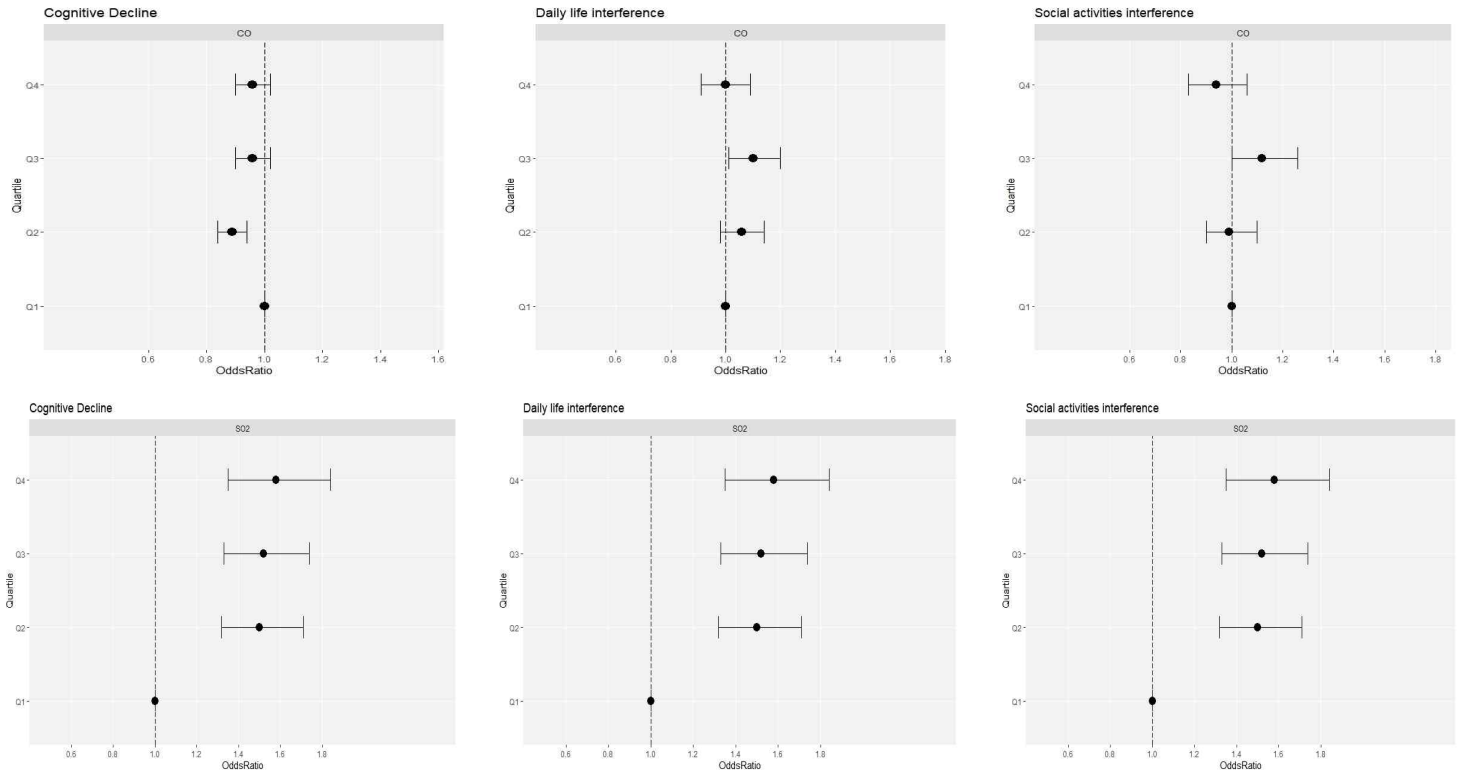 Cognitive Decline
CO
Q4
Q3
Q2
Q1
Quartile
0.6 0.8 1.0 1.2 1.4 1.6
OddsRatio
Daily life interference
CO
Q4
Q3
Q2
Q1
Quartile
0.6 0.8 1.0 1.2 1.4 1.6 1.8
OddsRatio
Social activities interference
CO
Q4
Q3
Q2
Q1
Quartile
0.6 0.8 1.0 1.2 1.4 1.6 1.8
OddsRatio
Cognitive Decline
SO2
Q4
Q3
Q2
Q1
Quartile
0.6 0.8 1.0 1.2 1.4 1.6 1.8
OddsRatio
Daily life interference
SO2
Q4
Q3
Q2
Q1
Quartile
0.6 0.8 1.0 1.2 1.4 1.6 1.8
OddsRatio
Social activities interference
SO2
Q4
Q3
Q2
Q1
Quartile
0.6 0.8 1.0 1.2 1.4 1.6 1.8
OddsRatio